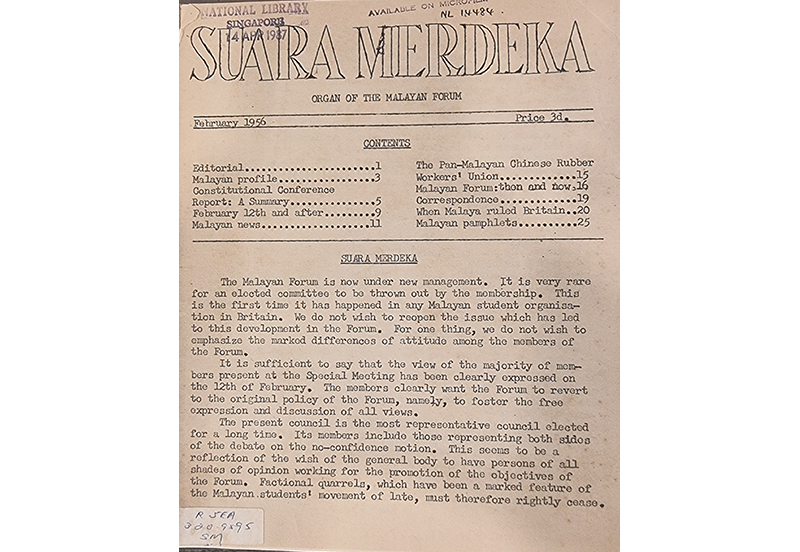 NATIONAL LIBRARY
SINGAPORE
14 APR 1987
AVAILABLE ON MICROFILM
NL 14484.
SUARA MERDEKA
ORGAN OF THE MALAYAN FORUM
February 1956 Price 3d.
CONTENTS
Editorial......................1
Malayan profile................3
Constitutional Conference
Report: A Summary..............5
February 12th and after........9
Malayan news..................11
The Pan-Malayan Chinese Rubber
Workers' Union............15
Malayan Forum:then and now.16
Correspondence............19
When Malaya ruled Britain..20
Malayan pamphlets.........25
SUARA MERDEKA
The Malayan Forum is now under new management. It is very rare
for an elected committee to be thrown out by the membership. This
is the first time it has happened in any Malayan student organisa-
tion in Britain. We do not wish to reopen the issue which has led
to this development in the Forum. For one thing, we do not wish to
emphasize the marked differences of attitude among the members of
the Forum.
It is sufficient to say that the view of the majority of mem-
bers present at the Special Meeting has been clearly expressed on
the 12th of February. The members clearly want the Forum to revert
to the original policy of the Forum, namely, to foster the free
expression and discussion of all views.
The present council is the most representative council elected
for a long time. Its members include those representing both sides
of the debate on the no-confidence motion. This seems to be a
reflection of the wish of the general body to have persons of all
shades of opinion working for the promotion of the objectives of
the Forum. Factional quarrels, which have been a marked feature of
the Malayan students' movement of late, must therefore rightly cease.
R SEA
320.9595
SM